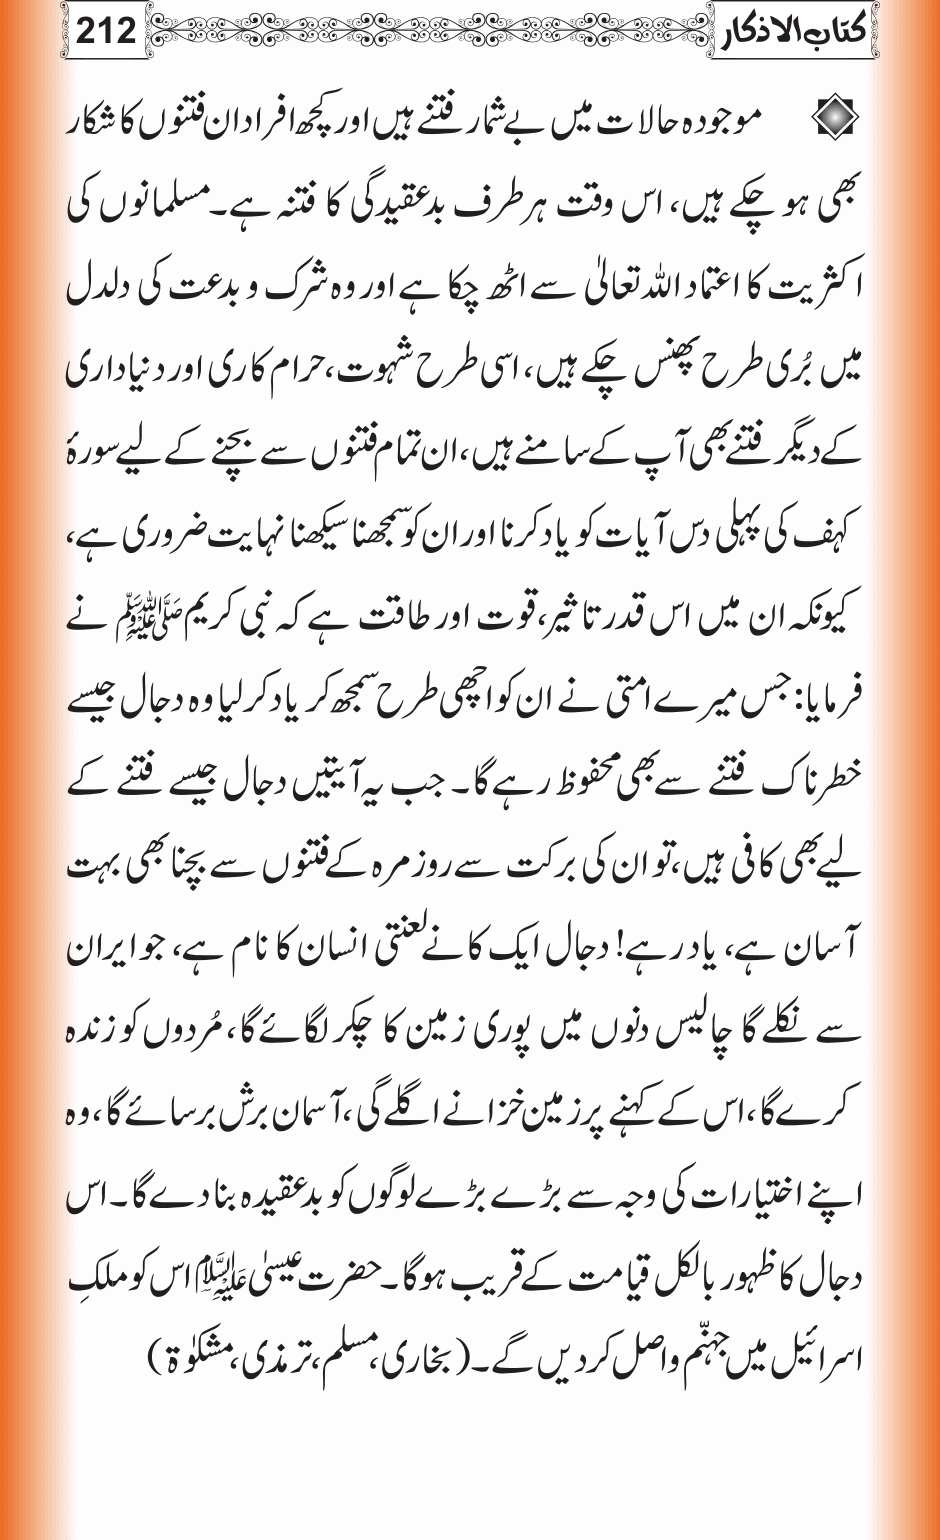 کتاب الاذکار 212
موجودہ حالات میں بے شمار فتنے ہیں اور کچھ افراد ان فتنوں کا شکار
بھی ہو چکے ہیں، اس وقت ہر طرف بدعقیدگی کا فتنہ ہے۔ مسلمانوں کی
اکثریت کا اعتماد اللہ تعالیٰ سے اٹھ چکا ہے اور وہ شرک و بدعت کی دلدل
میں بُری طرح پھنس چکے ہیں، اسی طرح شہوت، حرام کاری اور دنیاداری
کے دیگر فتنے بھی آپ کے سامنے ہیں، ان تمام فتنوں سے بچنے کے لیے سورۂ
کہف کی پہلی دس آیات کو یاد کرنا اور ان کو سمجھنا سیکھنا نہایت ضروری ہے،
کیونکہ ان میں اس قدر تاثیر، قوت اور طاقت ہے کہ نبی کریم ﷺ نے
فرمایا: جس میرے امتی نے ان کو اچھی طرح سمجھ کر یاد کر لیا وہ دجال جیسے
خطرناک فتنے سے بھی محفوظ رہے گا۔ جب یہ آیتیں دجال جیسے فتنے کے
لیے بھی کافی ہیں، تو ان کی برکت سے روز مرہ کے فتنوں سے بچنا بھی بہت
آسان ہے، یاد رہے! دجال ایک کانے لعنتی انسان کا نام ہے، جو ایران
سے نکلے گا چالیس دنوں میں پوری زمین کا چکر لگائے گا، مُردوں کو زندہ
کرے گا، اس کے کہنے پر زمین خزانے اگلے گی، آسمان برش برسائے گا، وہ
اپنے اختیارات کی وجہ سے بڑے بڑے لوگوں کو بدعقیدہ بنا دے گا۔ اس
دجال کا ظہور بالکل قیامت کے قریب ہوگا۔ حضرت عیسیٰ علیہ السلام اس کو ملکِ
اسرائیل میں جہنّم واصل کر دیں گے۔ (بخاری، مسلم، ترمذی، مشکوٰۃ)